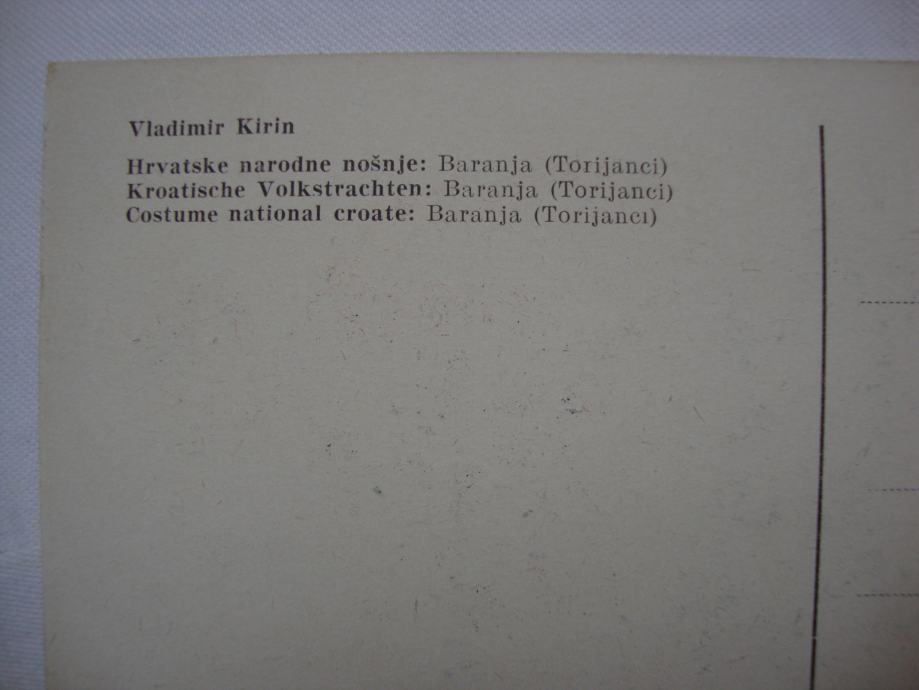 Vladimir Kirin
Hrvatske narodne nošnje: Baranja (Torijanci)
Kroatische Volkstrachten: Baranja (Torijanci)
Costume national croate: Baranja (Torijanci)